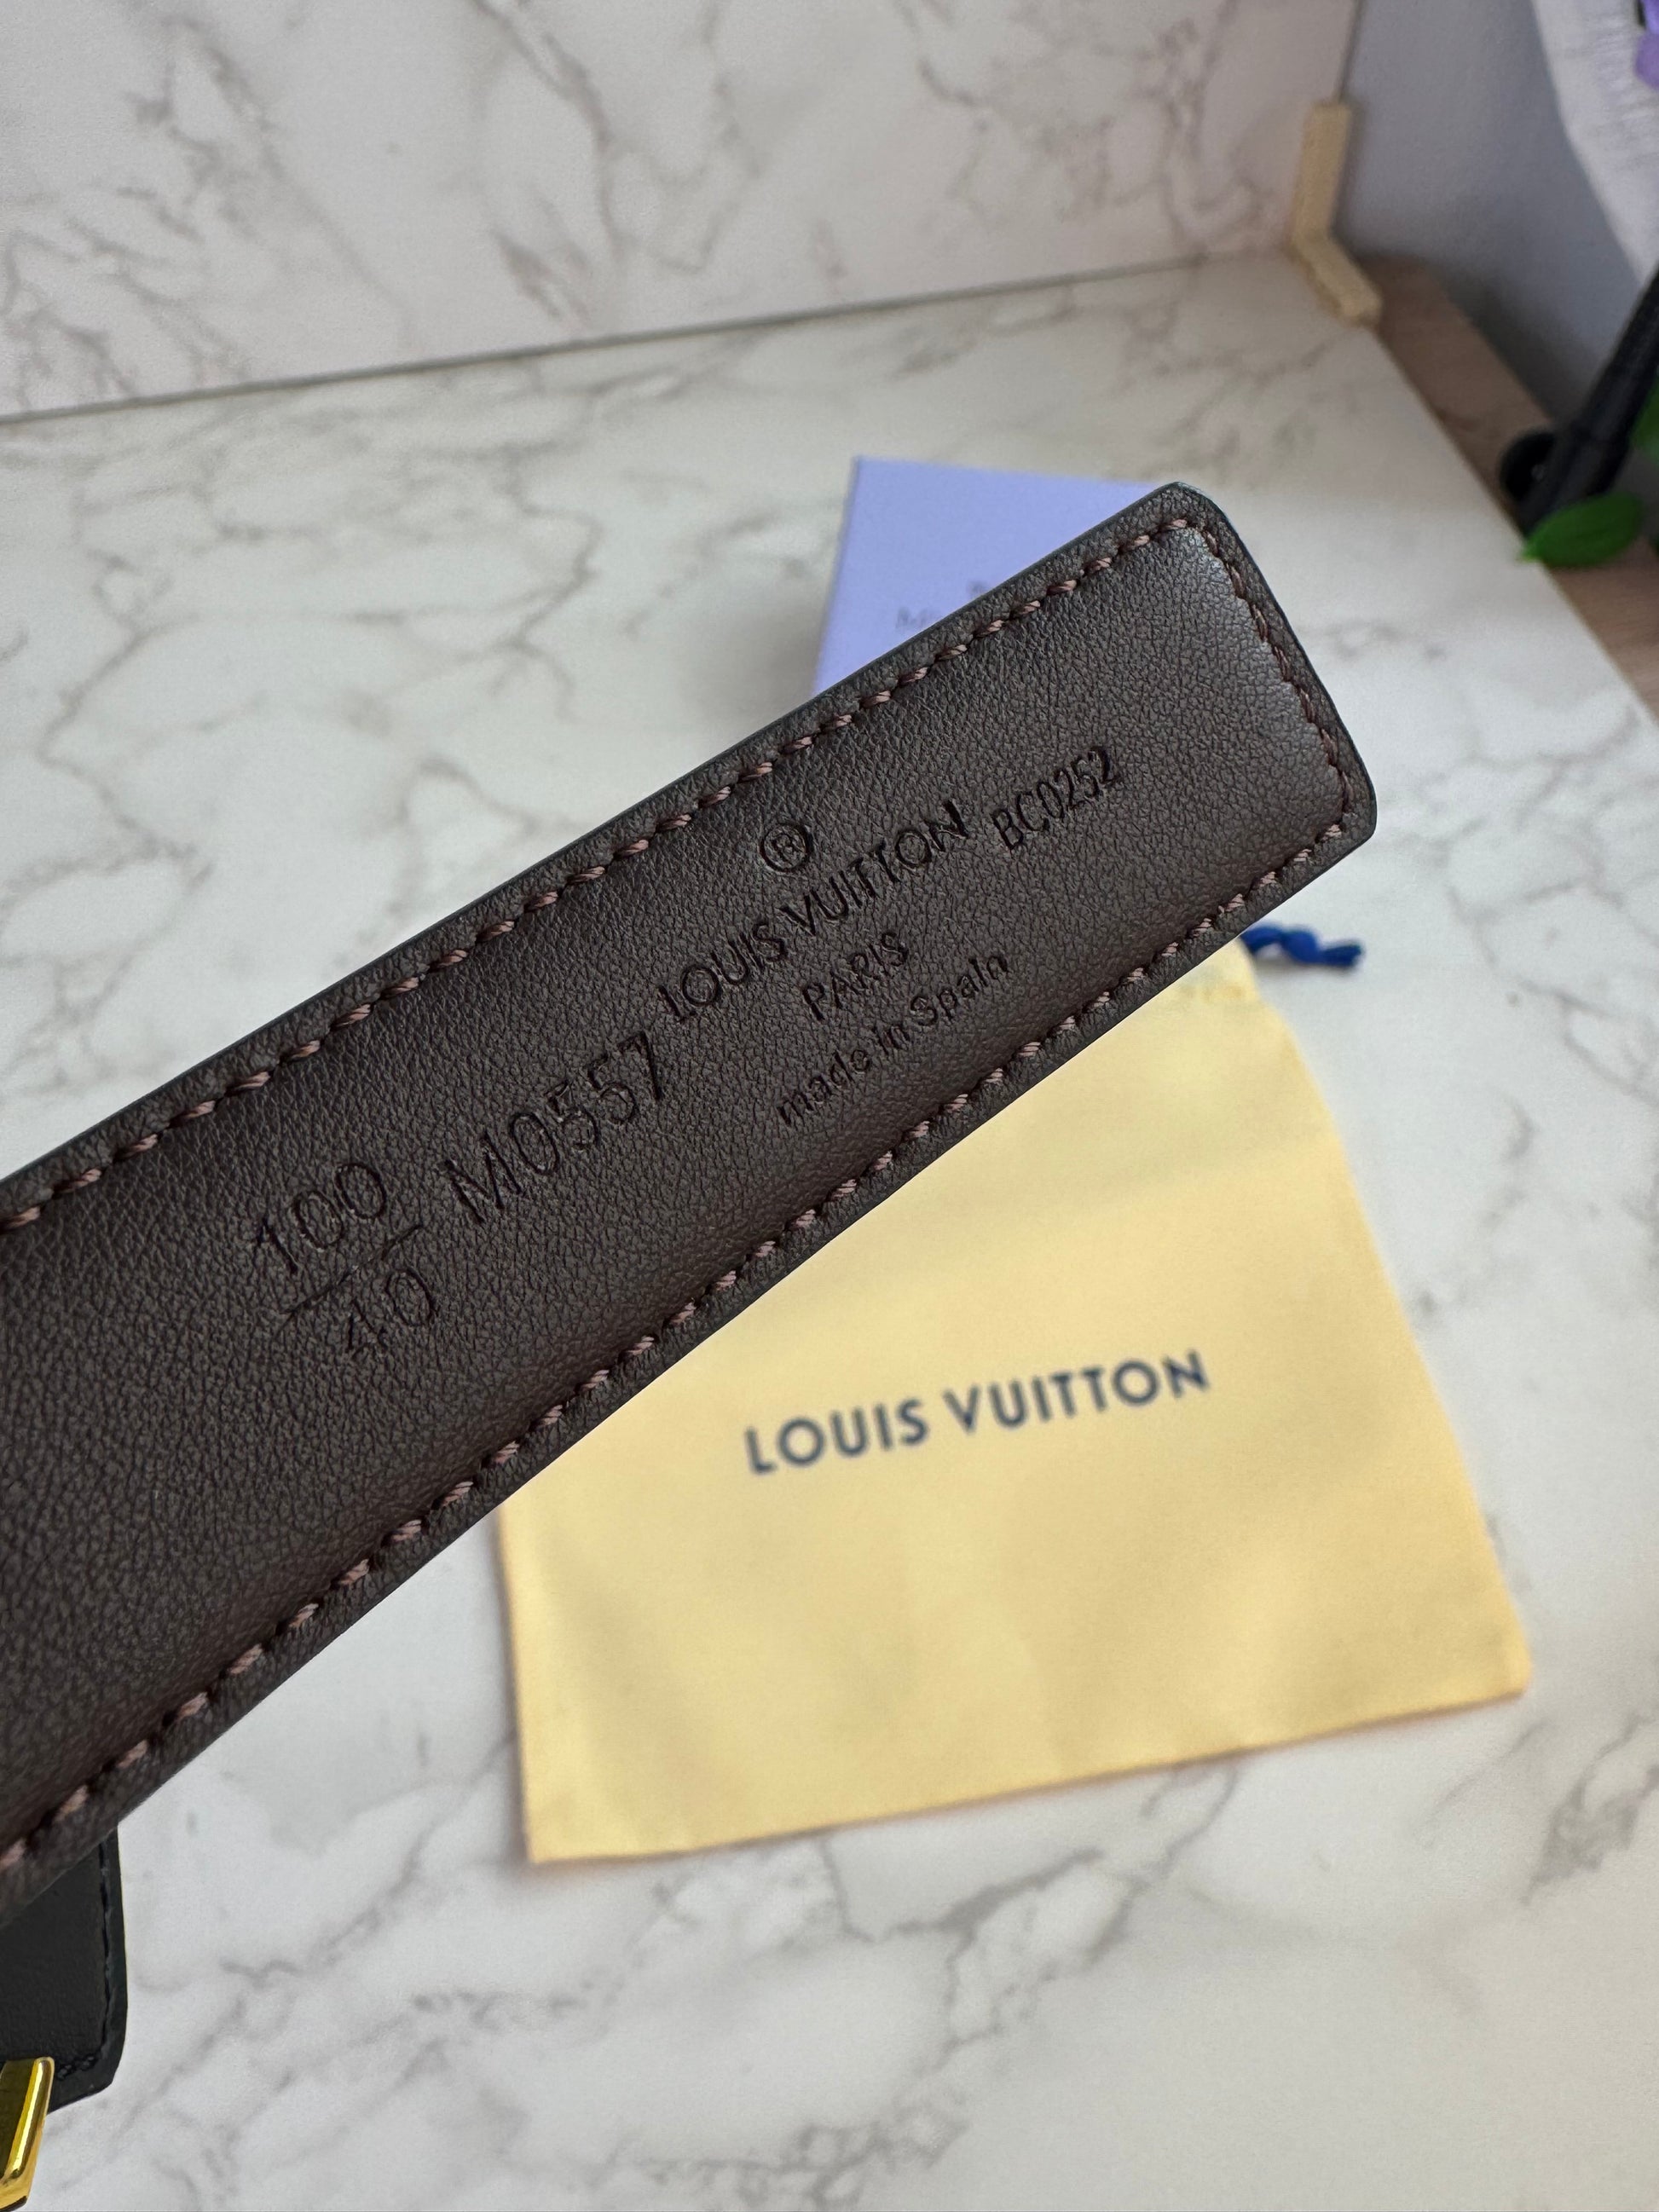 ®
LOUIS VUITTON
PARIS
made in Spain
BC0252
M0557
100
40
LOUIS VUITTON